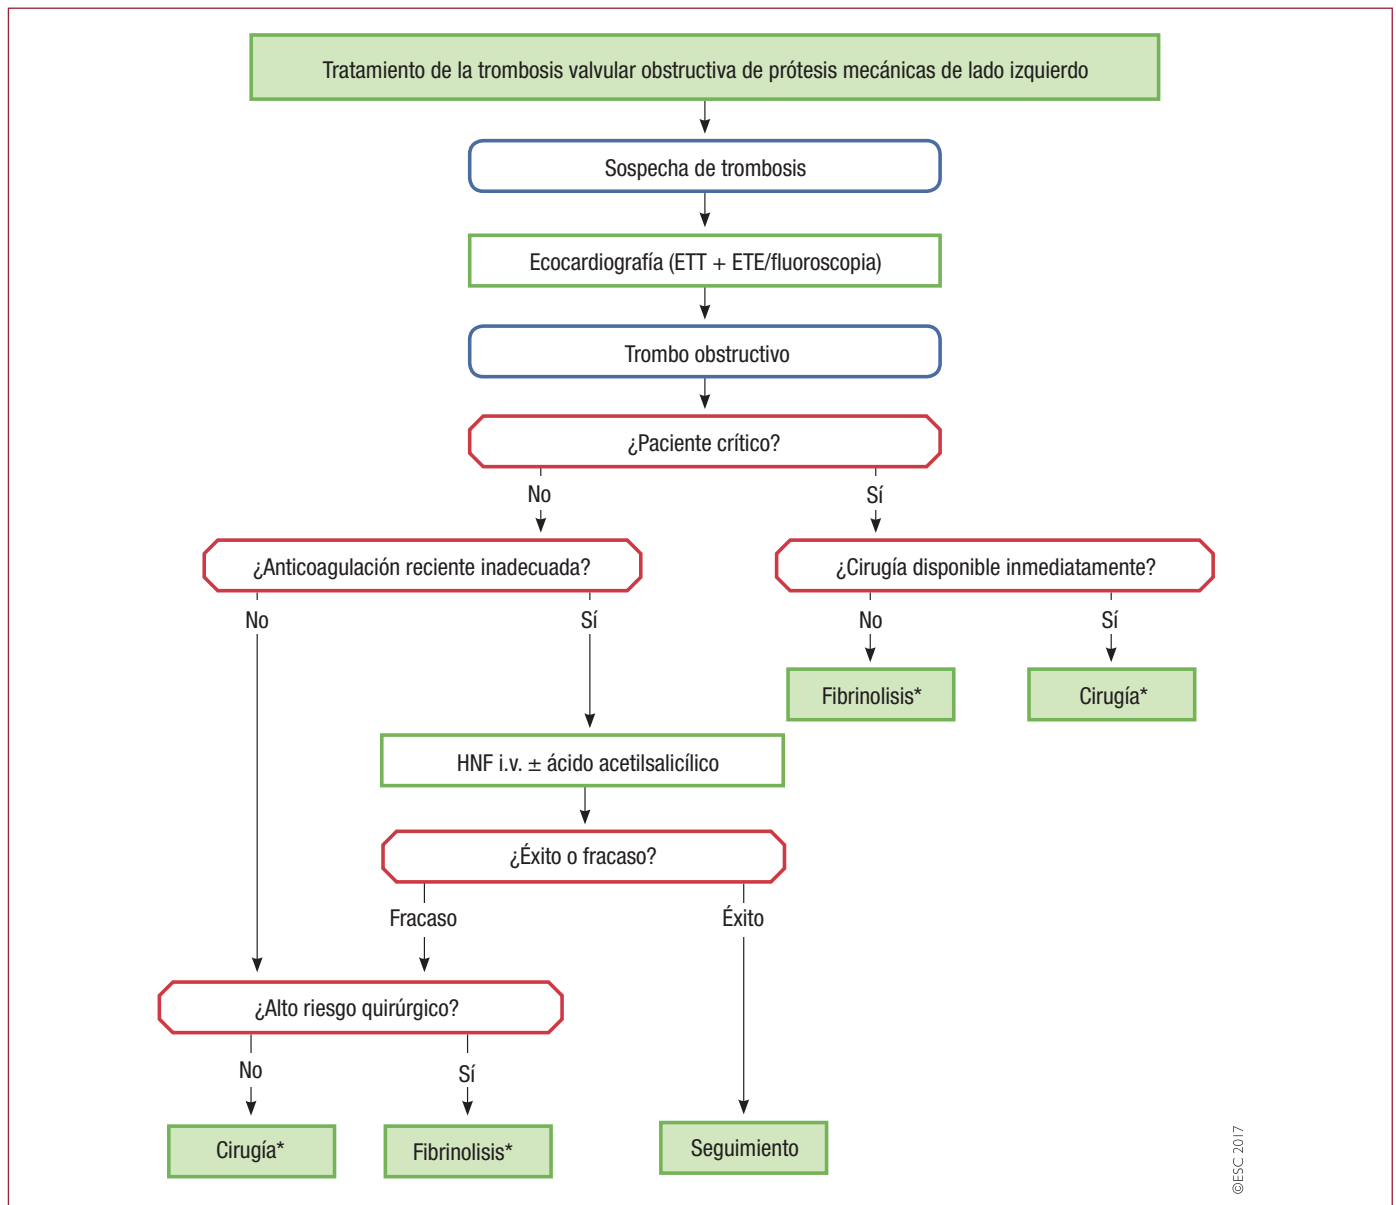 Tratamiento de la trombosis valvular obstructiva de prótesis mecánicas de lado izquierdo
Sospecha de trombosis
Ecocardiografía (ETT + ETE/fluoroscopia)
Trombo obstructivo
¿Paciente crítico?
No
Sí
¿Anticoagulación reciente inadecuada?
¿Cirugía disponible inmediatamente?
No
Sí
No
Sí
Fibrinolisis*
Cirugía*
HNF i.v. ± ácido acetilsalicílico
¿Éxito o fracaso?
Fracaso
Éxito
¿Alto riesgo quirúrgico?
No
Sí
Cirugía*
Fibrinolisis*
Seguimiento
©ESC 2017